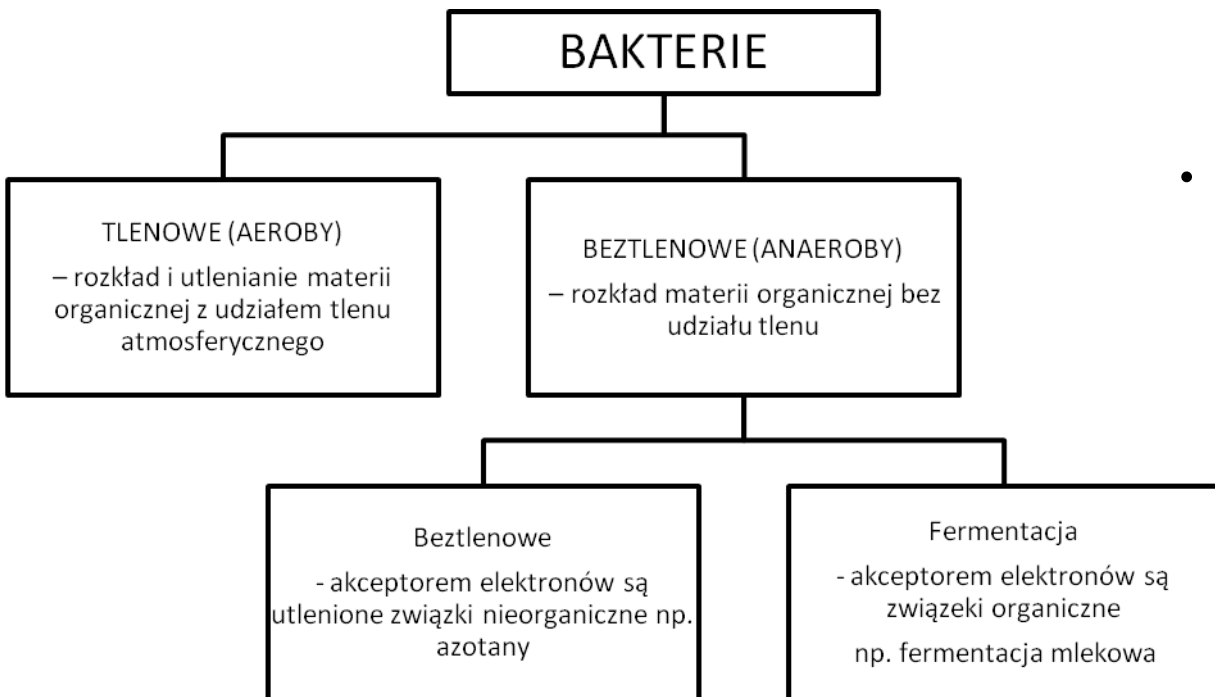 BAKTERIE
TLENOWE (AEROBY)
– rozkład i utlenianie materii
organicznej z udziałem tlenu
atmosferycznego
BEZTLENOWE (ANAEROBY)
– rozkład materii organicznej bez
udziału tlenu
Beztlenowe
- akceptorem elektronów są
utlenione związki nieorganiczne np.
azotany
Fermentacja
- akceptorem elektronów są
związeki organiczne
np. fermentacja mlekowa